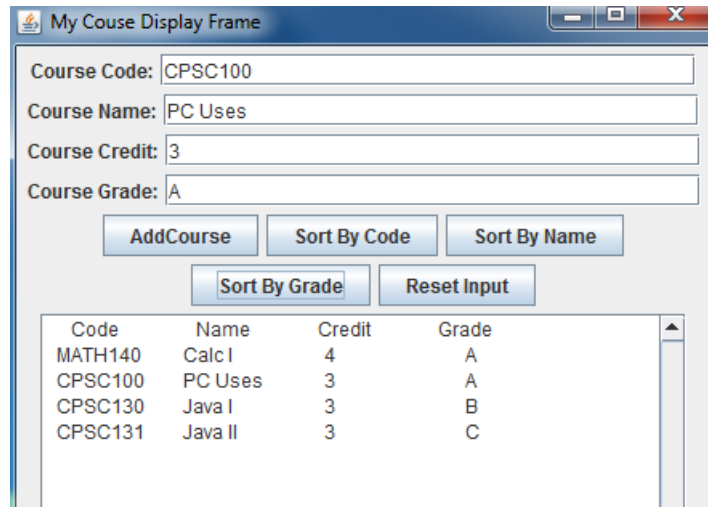 My Couse Display Frame
Course Code: CPSC100
Course Name: PC Uses
Course Credit: 3
Course Grade: A
AddCourse Sort By Code Sort By Name
Sort By Grade Reset Input
Code Name Credit Grade
MATH140 Calc I 4 A
CPSC100 PC Uses 3 A
CPSC130 Java I 3 B
CPSC131 Java II 3 C